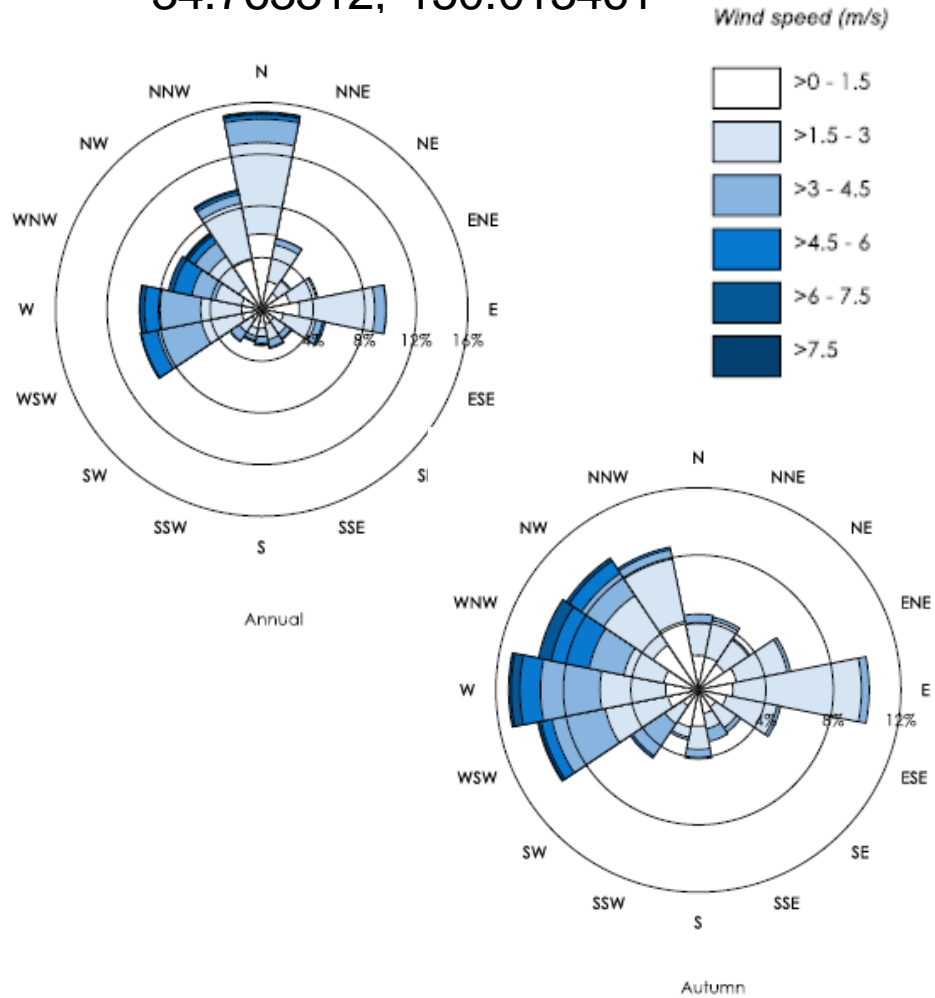 Wind speed (m/s)
>0 - 1.5
>1.5 - 3
>3 - 4.5
>4.5 - 6
>6 - 7.5
>7.5
N
NNW
NNE
NW
NE
WNW
ENE
W
E
4%
8%
12%
16%
WSW
ESE
SW
SSW
SSE
S
Annual
N
NNW
NNE
NW
NE
WNW
ENE
W
E
4%
8%
12%
WSW
ESE
SW
SE
SSW
SSE
S
Autumn